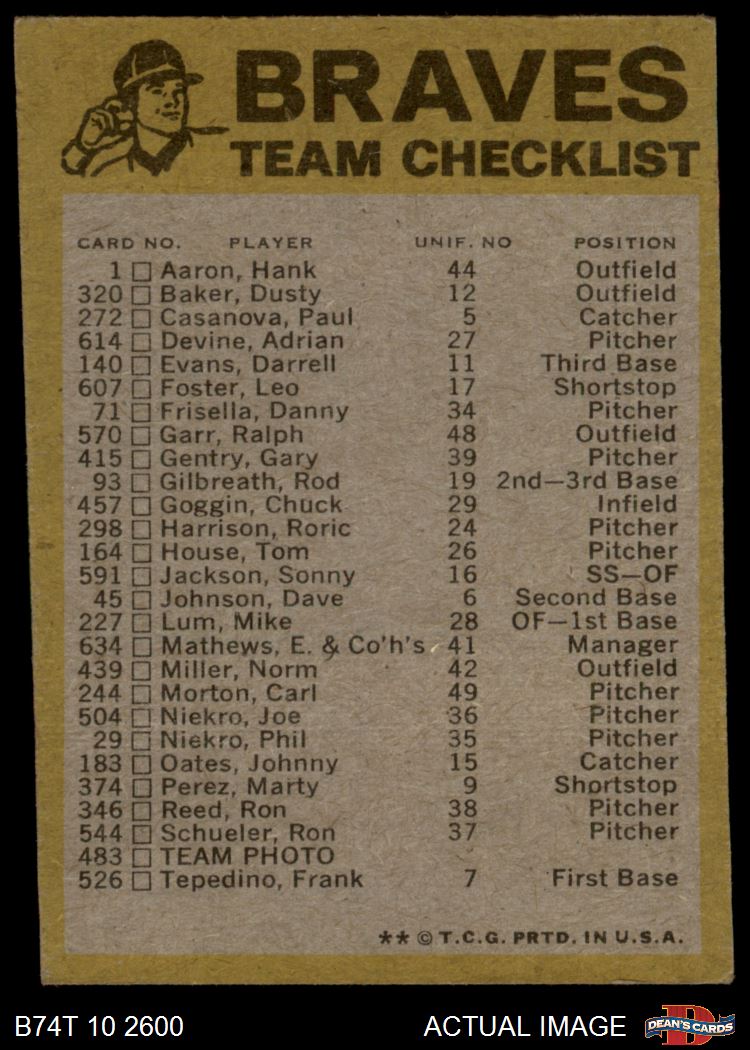 BRAVES
TEAM CHECKLIST
CARD NO. PLAYER UNIF. NO POSITION
1 Aaron, Hank 44 Outfield
320 Baker, Dusty 12 Outfield
272 Casanova, Paul 5 Catcher
614 Devine, Adrian 27 Pitcher
140 Evans, Darrell 11 Third Base
607 Foster, Leo 17 Shortstop
71 Frisella, Danny 34 Pitcher
570 Garr, Ralph 48 Outfield
415 Gentry, Gary 39 Pitcher
93 Gilbreath, Rod 19 2nd—3rd Base
457 Goggin, Chuck 29 Infield
298 Harrison, Roric 24 Pitcher
164 House, Tom 26 Pitcher
591 Jackson, Sonny 16 SS—OF
45 Johnson, Dave 6 Second Base
227 Lum, Mike 28 OF—1st Base
634 Mathews, E. & Co'h's 41 Manager
439 Miller, Norm 42 Outfield
244 Morton, Carl 49 Pitcher
504 Niekro, Joe 36 Pitcher
29 Niekro, Phil 35 Pitcher
183 Oates, Johnny 15 Catcher
374 Perez, Marty 9 Shortstop
346 Reed, Ron 38 Pitcher
544 Schueler, Ron 37 Pitcher
483 TEAM PHOTO
526 Tepedino, Frank 7 First Base
** © T.C.G. PRTD. IN U.S.A.
B74T 10 2600 ACTUAL IMAGE DEAN'S CARDS